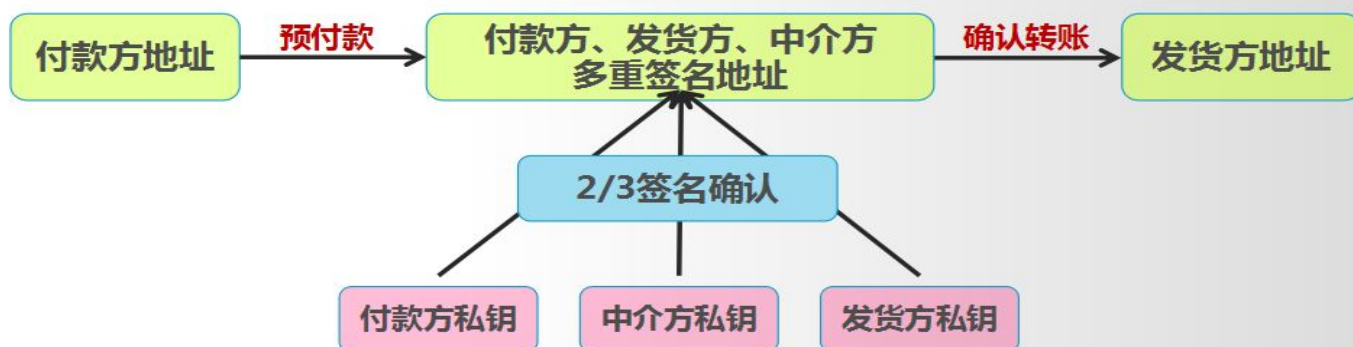 付款方地址
预付款
付款方、发货方、中介方
多重签名地址
确认转账
发货方地址
2/3签名确认
付款方私钥
中介方私钥
发货方私钥